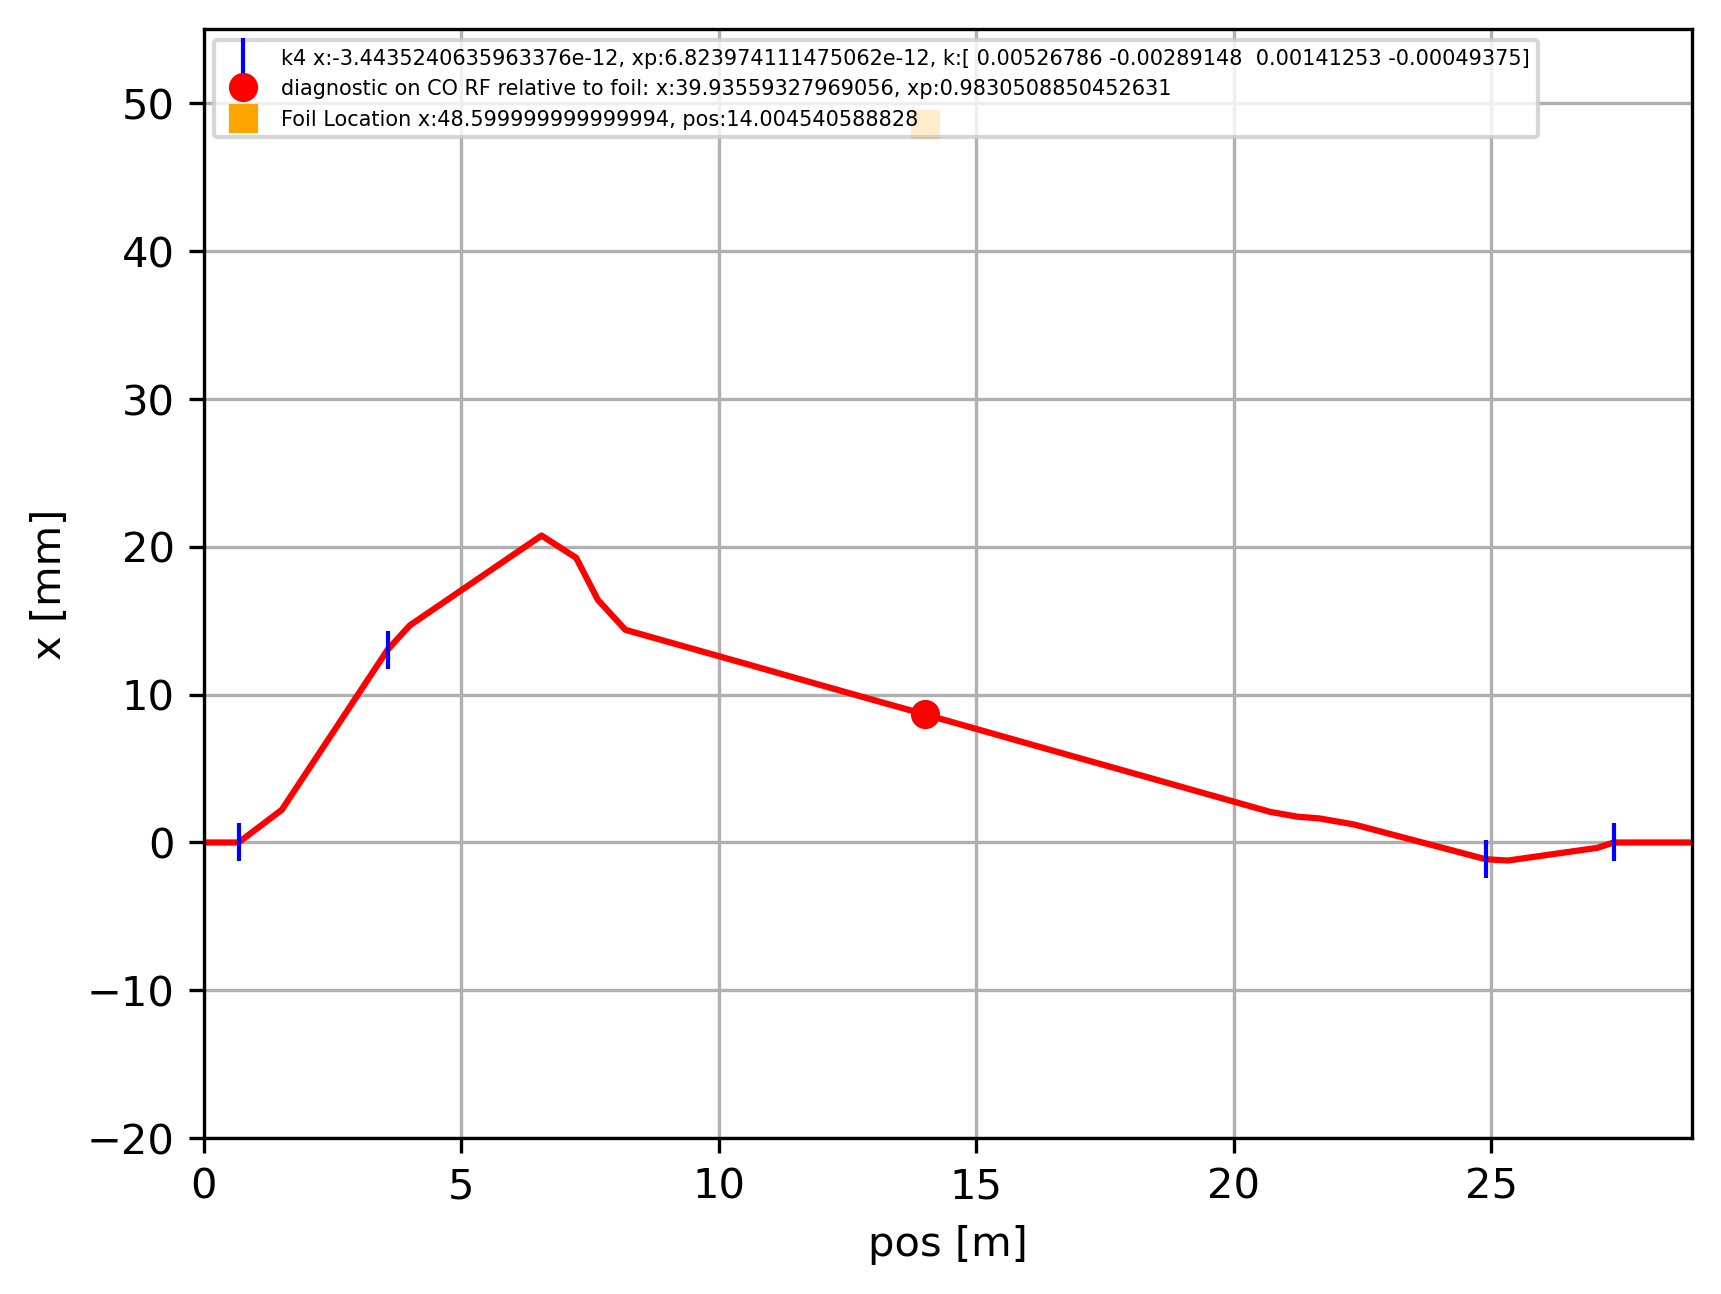 k4 x:-3.4435240635963376e-12, xp:6.823974111475062e-12, k:[ 0.00526786 -0.00289148  0.00141253 -0.00049375]
diagnostic on CO RF relative to foil: x:39.93559327969056, xp:0.9830508850452631
Foil Location x:48.599999999999994, pos:14.004540588828
50
40
30
20
10
0
−10
−20
x [mm]
0 5 10 15 20 25
pos [m]